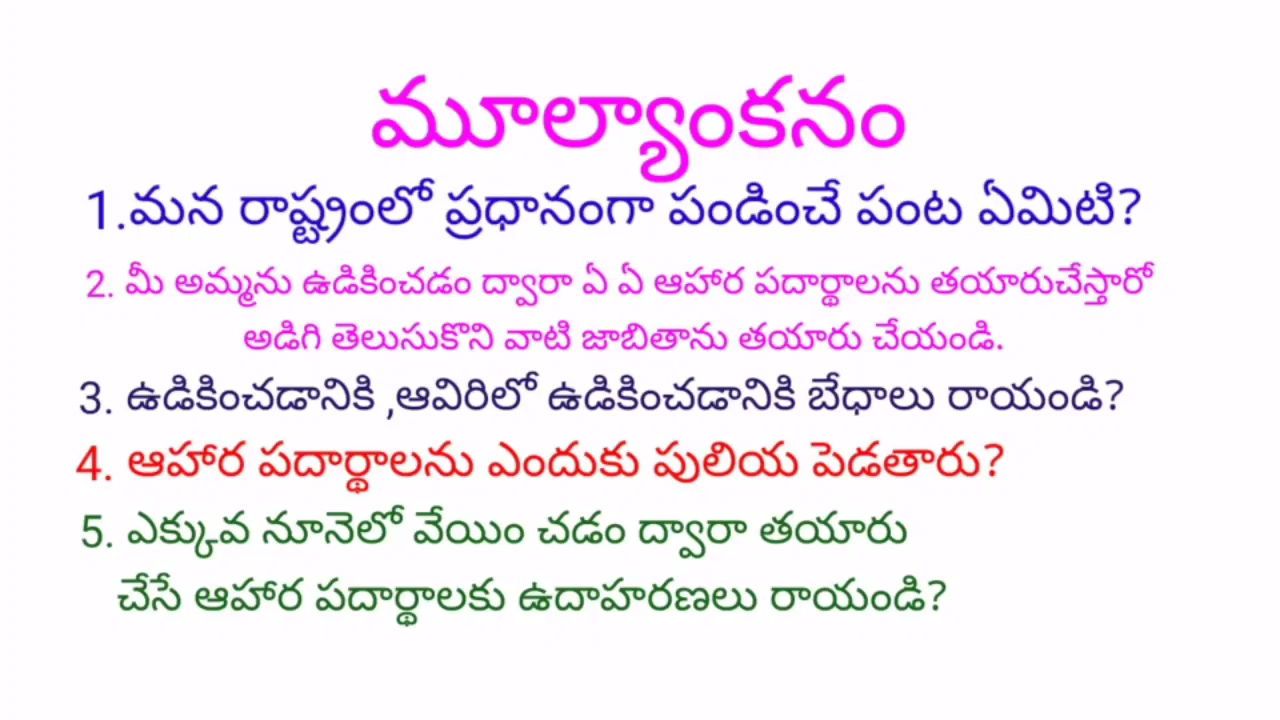 మూల్యాంకనం
1.మన రాష్ట్రంలో ప్రధానంగా పండించే పంట ఏమిటి?
2. మీ అమ్మను ఉడికించడం ద్వారా ఏ ఏ ఆహార పదార్థాలను తయారుచేస్తారో
అడిగి తెలుసుకొని వాటి జాబితాను తయారు చేయండి.
3. ఉడికించడానికి ,ఆవిరిలో ఉడికించడానికి బేధాలు రాయండి?
4. ఆహార పదార్థాలను ఎందుకు పులియ పెడతారు?
5. ఎక్కువ నూనెలో వేయిం చడం ద్వారా తయారు
చేసే ఆహార పదార్థాలకు ఉదాహరణలు రాయండి?